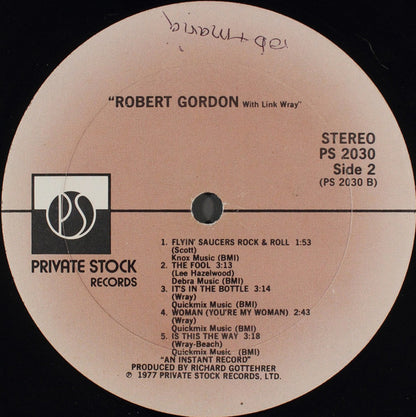 "ROBERT GORDON With Link Wray"
STEREO
PS 2030
Side 2
(PS 2030 B)
PS
PRIVATE STOCK
RECORDS
1. FLYIN' SAUCERS ROCK & ROLL 1:53
(Scott)
Knox Music (BMI)
2. THE FOOL 3:13
(Lee Hazelwood)
Debra Music (BMI)
3. IT'S IN THE BOTTLE 3:14
(Wray)
Quickmix Music (BMI)
4. WOMAN (YOU'RE MY WOMAN) 2:43
(Wray)
Quickmix Music (BMI)
5. IS THIS THE WAY 3:18
(Wray-Beach)
Quickmix Music (BMI)
"AN INSTANT RECORD"
PRODUCED BY RICHARD GOTTEHRER
℗ 1977 PRIVATE STOCK RECORDS, LTD.